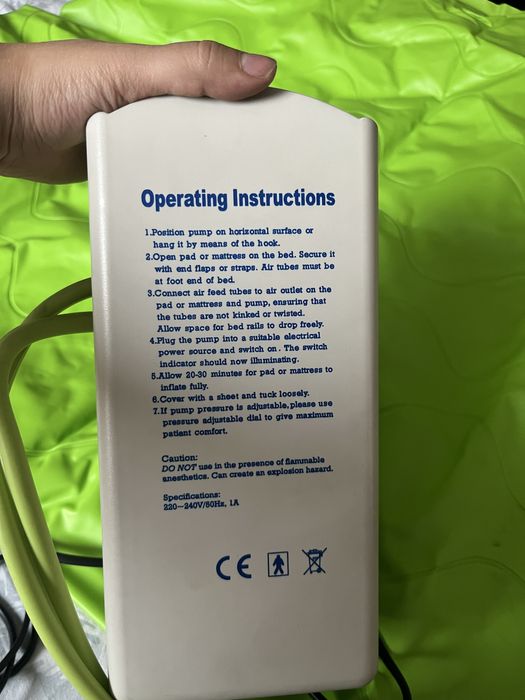 Operating Instructions
1.Position pump on horizontal surface or
hang it by means of the hook.
2.Open pad or mattress on the bed. Secure it
with end flaps or straps. Air tubes must be
at foot end of bed.
3.Connect air feed tubes to air outlet on the
pad or mattress and pump, ensuring that
the tubes are not kinked or twisted.
Allow space for bed rails to drop freely.
4.Plug the pump into a suitable electrical
power source and switch on. The switch
indicator should now illuminating.
5.Allow 20-30 minutes for pad or mattress to
inflate fully.
6.Cover with a sheet and tuck loosely.
7.If pump pressure is adjustable,please use
pressure adjustable dial to give maximum
patient comfort.
Caution:
DO NOT use in the presence of flammable
anesthetics. Can create an explosion hazard.
Specifications:
220~240V/50Hz, 1A
CE